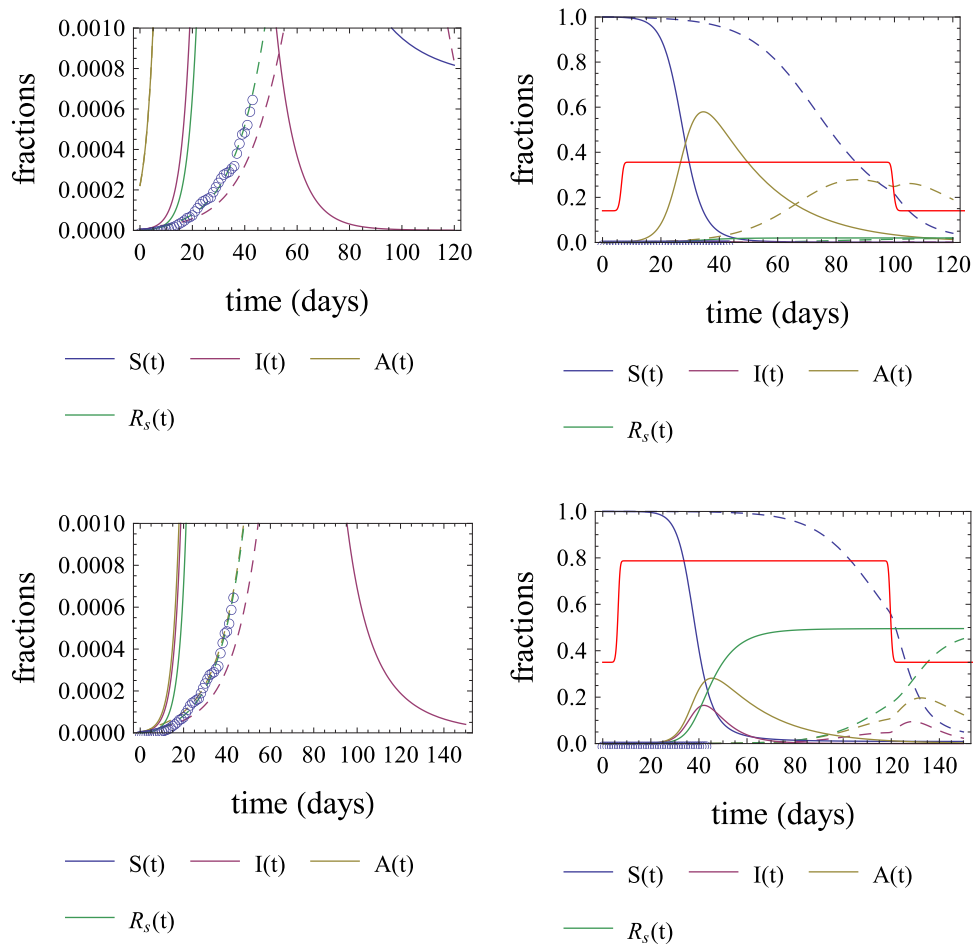 fractions
0.0010
0.0008
0.0006
0.0004
0.0002
0.0000
0 20 40 60 80 100 120
time (days)
S(t) I(t) A(t)
Rs(t)
fractions
1.0
0.8
0.6
0.4
0.2
0.0
0 20 40 60 80 100 120
time (days)
S(t) I(t) A(t)
Rs(t)
fractions
0.0010
0.0008
0.0006
0.0004
0.0002
0.0000
0 20 40 60 80 100 120 140
time (days)
S(t) I(t) A(t)
Rs(t)
fractions
1.0
0.8
0.6
0.4
0.2
0.0
0 20 40 60 80 100 120 140
time (days)
S(t) I(t) A(t)
Rs(t)